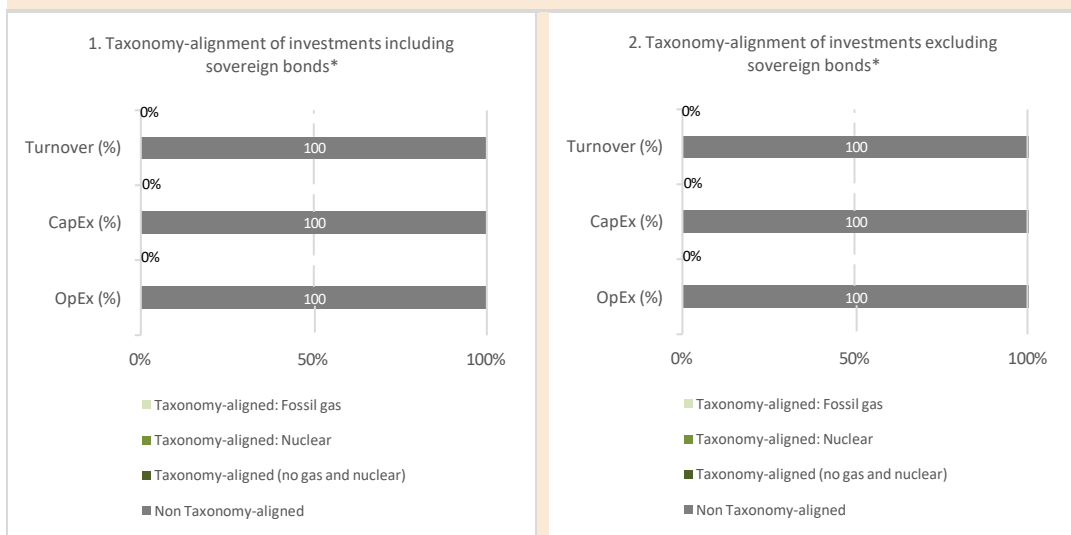 1. Taxonomy-alignment of investments including
sovereign bonds*
0%
Turnover (%)
100
0%
CapEx (%)
100
0%
OpEx (%)
100
0%
50%
100%
Taxonomy-aligned: Fossil gas
Taxonomy-aligned: Nuclear
Taxonomy-aligned (no gas and nuclear)
Non Taxonomy-aligned
2. Taxonomy-alignment of investments excluding
sovereign bonds*
0%
Turnover (%)
100
0%
CapEx (%)
100
0%
OpEx (%)
100
0%
50%
100%
Taxonomy-aligned: Fossil gas
Taxonomy-aligned: Nuclear
Taxonomy-aligned (no gas and nuclear)
Non Taxonomy-aligned